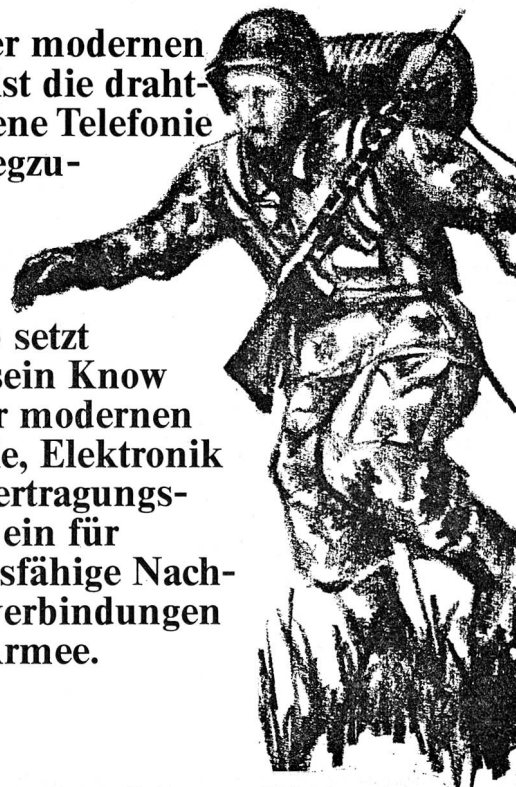 er modernen
ist die draht-
ene Telefonie
egzu-
setzt
sein Know
r modernen
e, Elektronik
ertragungs-
ein für
sfähige Nach-
verbindungen
rmee.